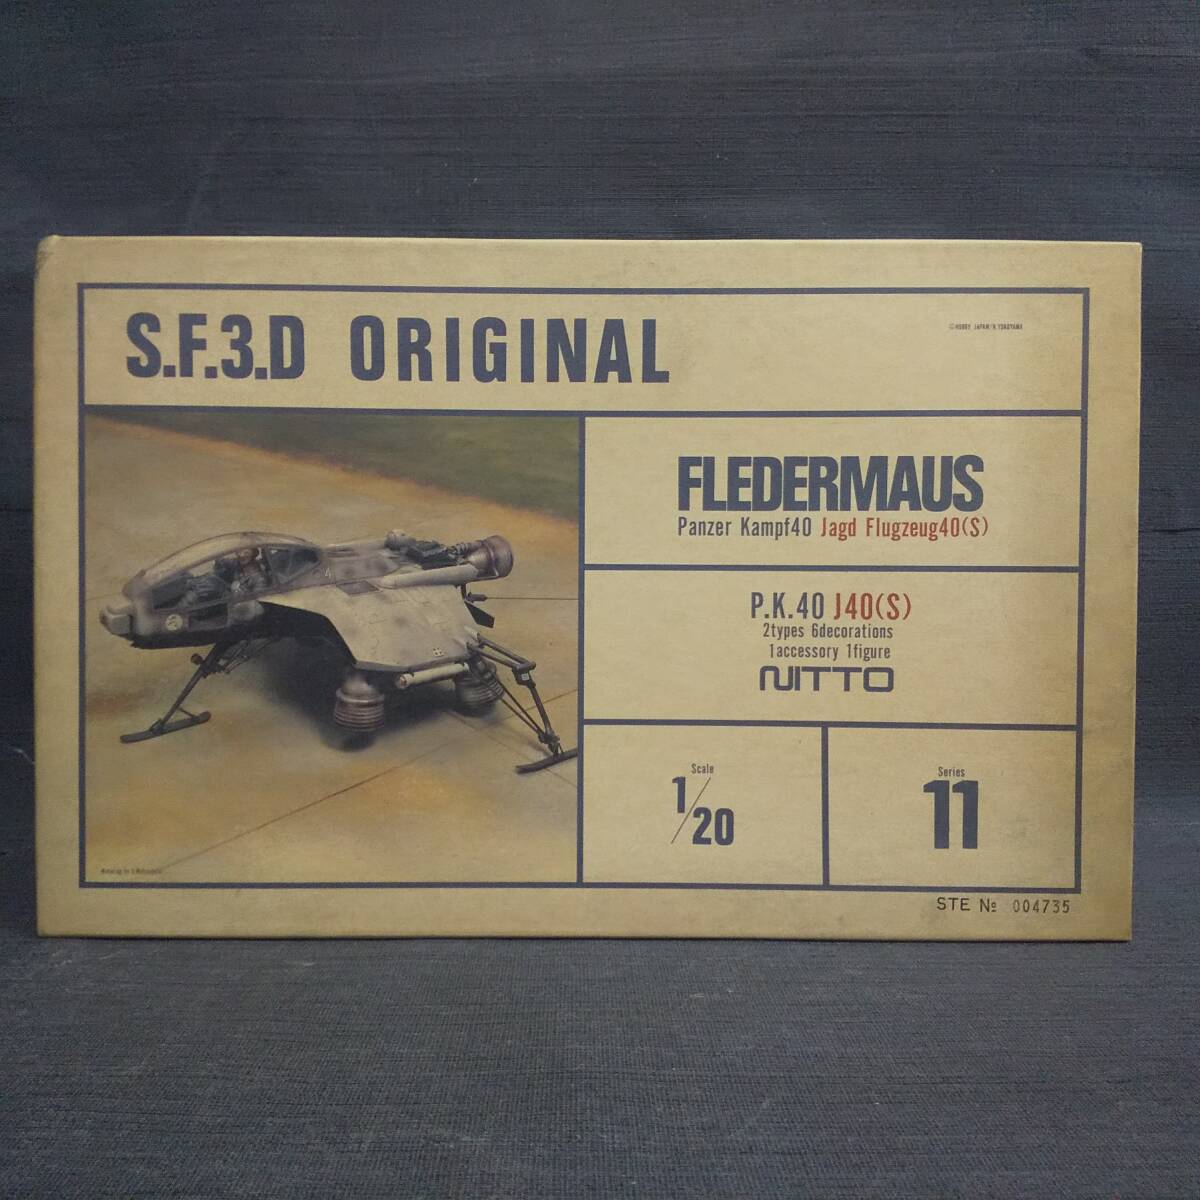 S.F.3.D ORIGINAL
© HOBBY JAPAN/K.YOKOYAMA
FLEDERMAUS
Panzer Kampf40 Jagd Flugzeug40(S)
P.K.40 J40(S)
2types 6decorations
1accessory 1figure
NITTO
Scale
1/20
Series
11
STE № 004735